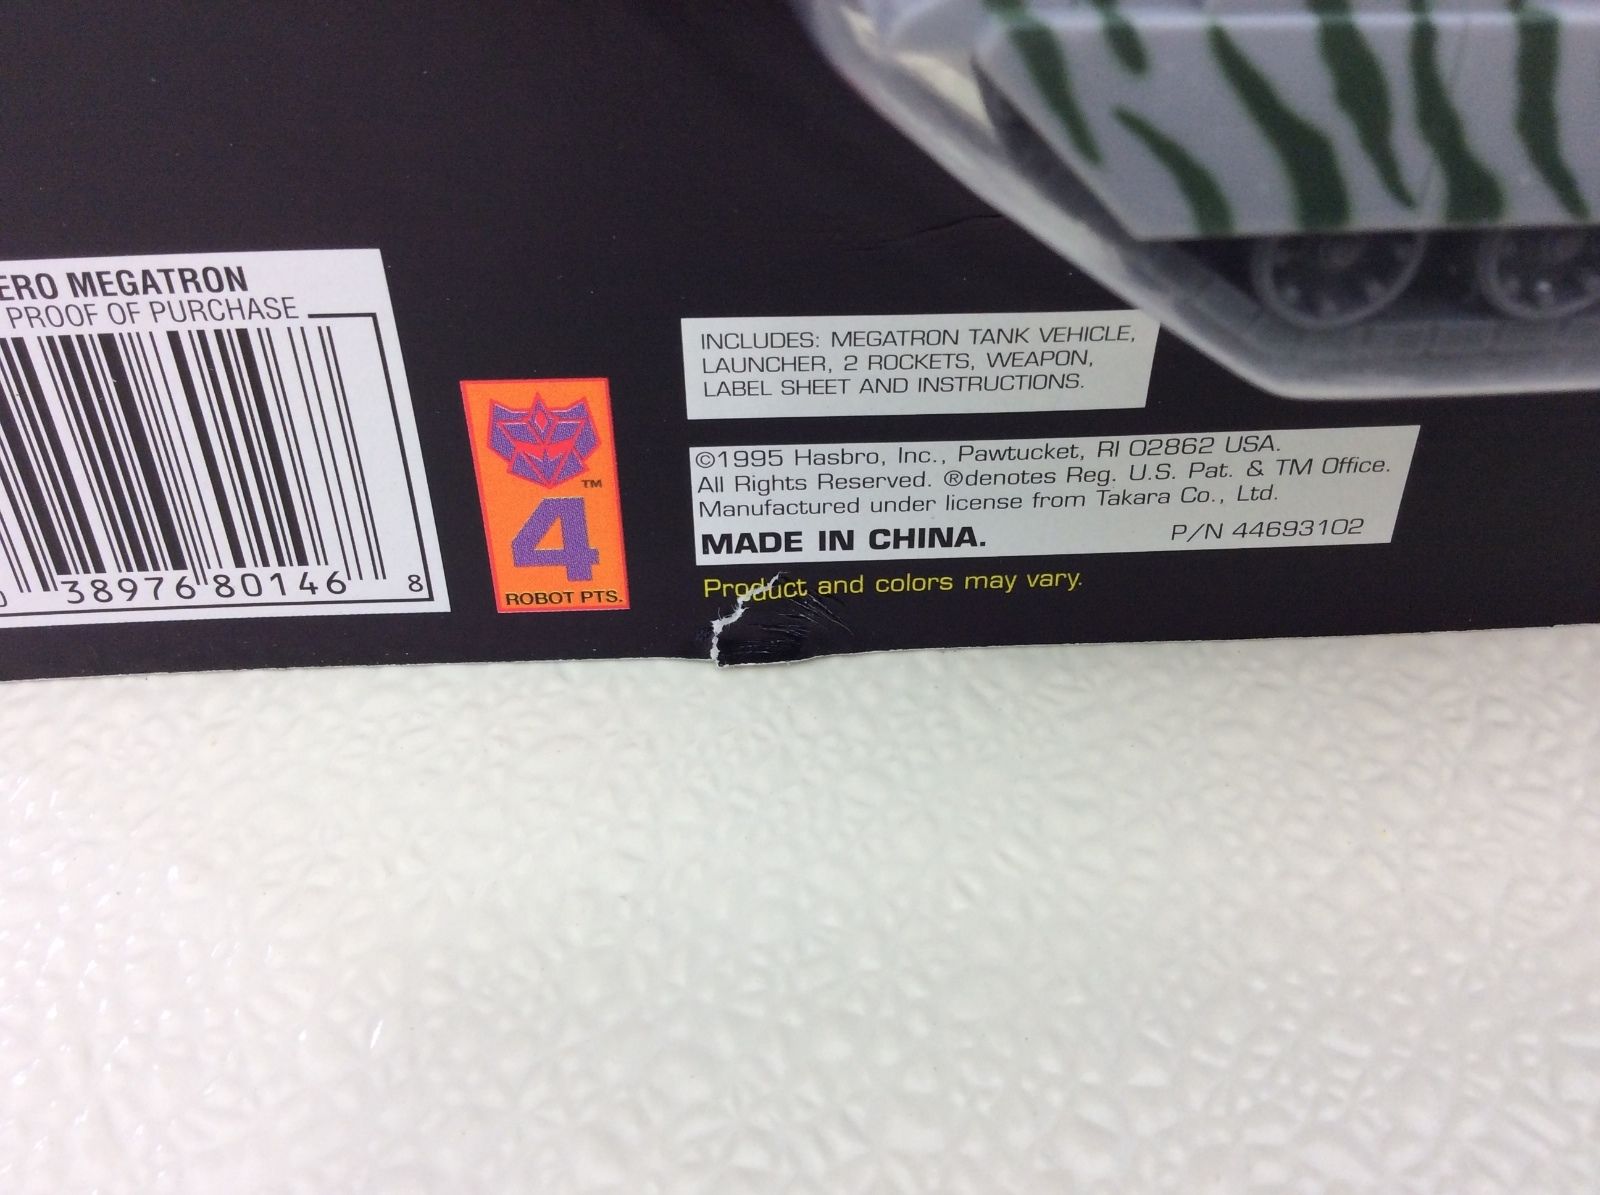 ERO MEGATRON
PROOF OF PURCHASE
38976 80146 8
™
4
ROBOT PTS.
INCLUDES: MEGATRON TANK VEHICLE,
LAUNCHER, 2 ROCKETS, WEAPON,
LABEL SHEET AND INSTRUCTIONS.
©1995 Hasbro, Inc., Pawtucket, RI 02862 USA.
All Rights Reserved. ®denotes Reg. U.S. Pat. & TM Office.
Manufactured under license from Takara Co., Ltd.
MADE IN CHINA. P/N 44693102
Product and colors may vary.